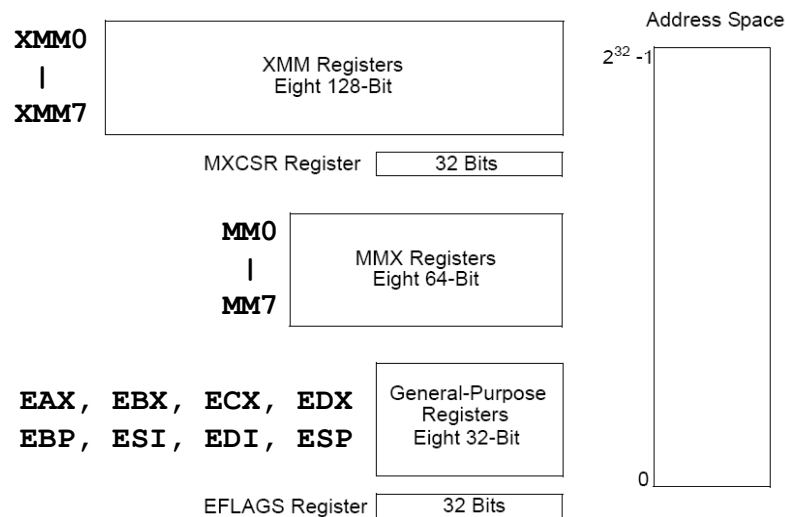 Address Space
XMM0
|
XMM7
XMM Registers
Eight 128-Bit
2³² -1
MXCSR Register
32 Bits
MM0
|
MM7
MMX Registers
Eight 64-Bit
EAX, EBX, ECX, EDX
EBP, ESI, EDI, ESP
General-Purpose
Registers
Eight 32-Bit
0
EFLAGS Register
32 Bits